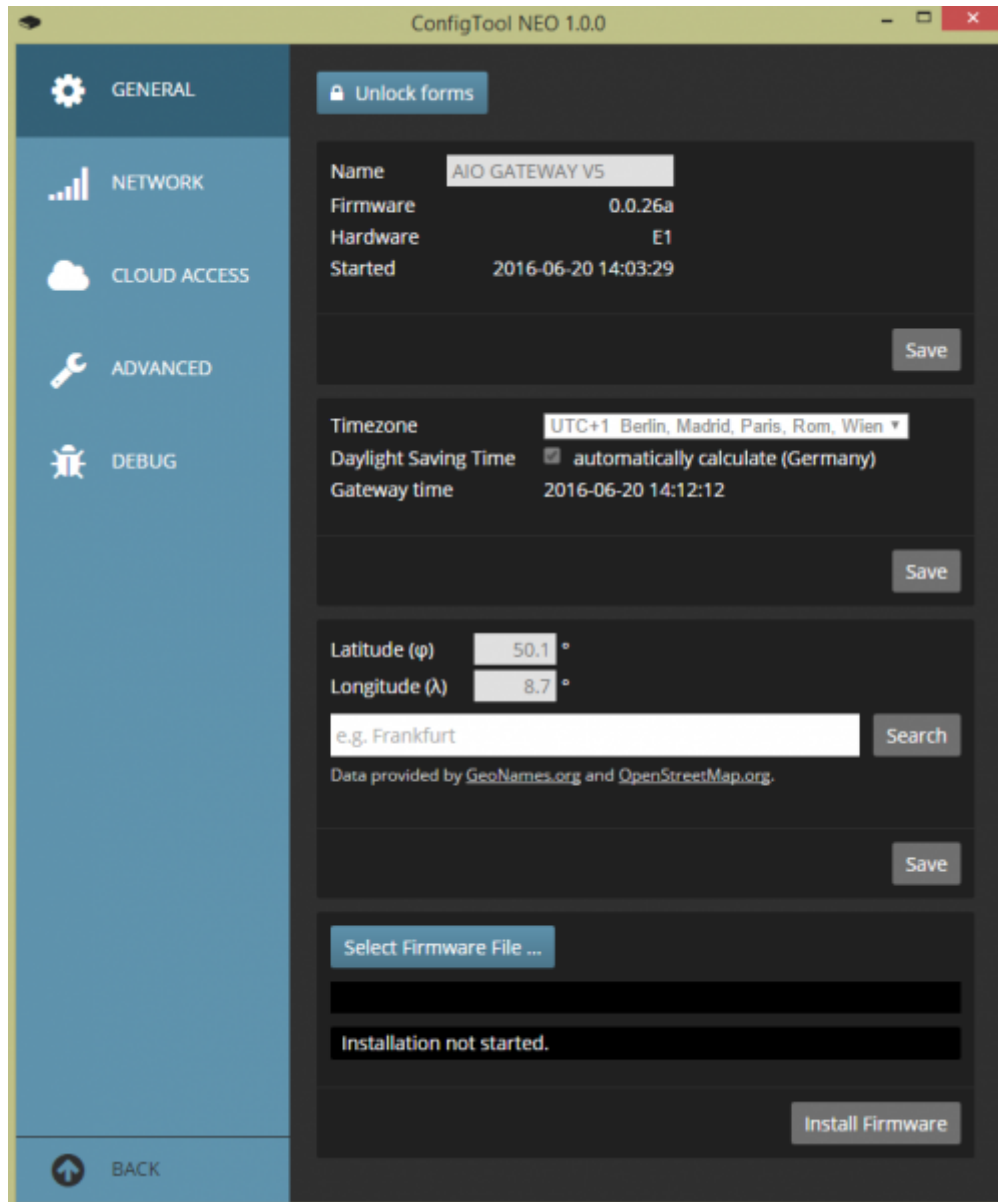 ConfigTool NEO 1.0.0
GENERAL
NETWORK
CLOUD ACCESS
ADVANCED
DEBUG
BACK
Unlock forms
Name AIO GATEWAY V5
Firmware 0.0.26a
Hardware E1
Started 2016-06-20 14:03:29
Save
Timezone UTC+1 Berlin, Madrid, Paris, Rom, Wien
Daylight Saving Time automatically calculate (Germany)
Gateway time 2016-06-20 14:12:12
Save
Latitude (φ) 50.1 °
Longitude (λ) 8.7 °
e.g. Frankfurt Search
Data provided by GeoNames.org and OpenStreetMap.org.
Save
Select Firmware File ...
Installation not started.
Install Firmware